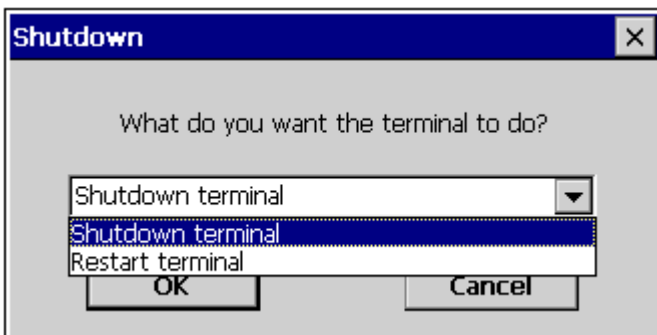 Shutdown
What do you want the terminal to do?
Shutdown terminal
Shutdown terminal
Restart terminal
OK Cancel